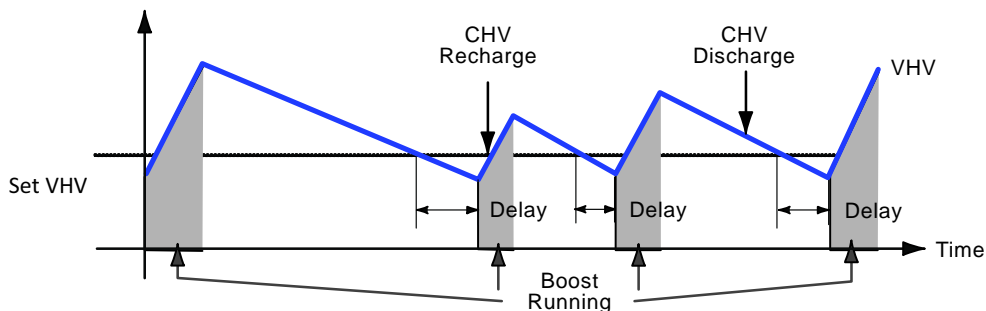 CHV
Recharge
CHV
Discharge
VHV
Set VHV
Delay
Delay
Delay
Time
Boost
Running